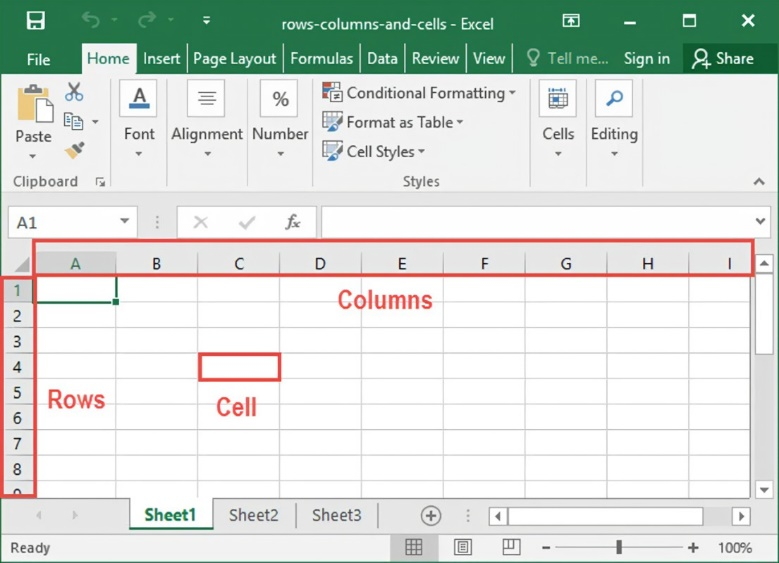 rows-columns-and-cells - Excel
File Home Insert Page Layout Formulas Data Review View Tell me... Sign in Share
Paste
Font Alignment Number
Conditional Formatting
Format as Table
Cell Styles
Cells Editing
Clipboard Styles
A1 fx
A B C D E F G H I
Columns
1
2
3
4
5
6
7
8
9
Rows
Cell
Sheet1 Sheet2 Sheet3
Ready 100%